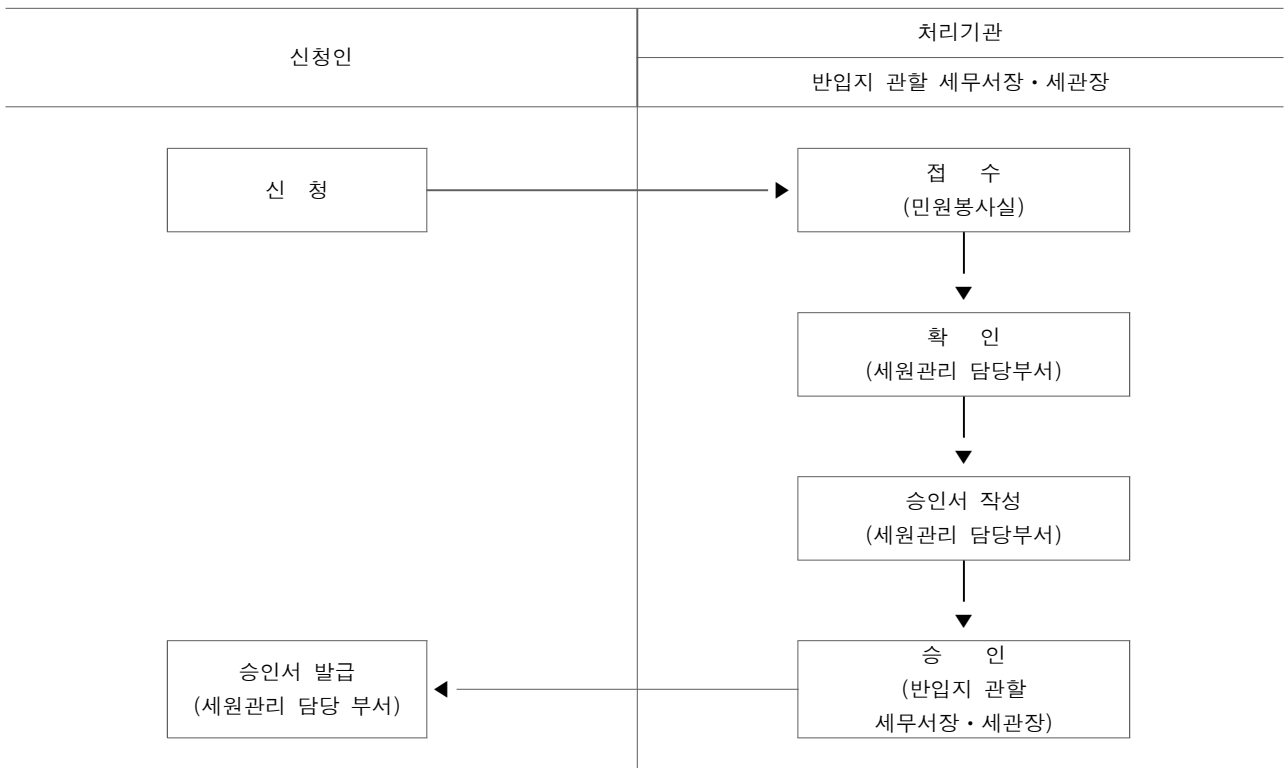 신청인
처리기관
반입지 관할 세무서장・세관장
신 청
접 수
(민원봉사실)
확 인
(세원관리 담당부서)
승인서 작성
(세원관리 담당부서)
승 인
(반입지 관할
세무서장・세관장)
승인서 발급
(세원관리 담당 부서)